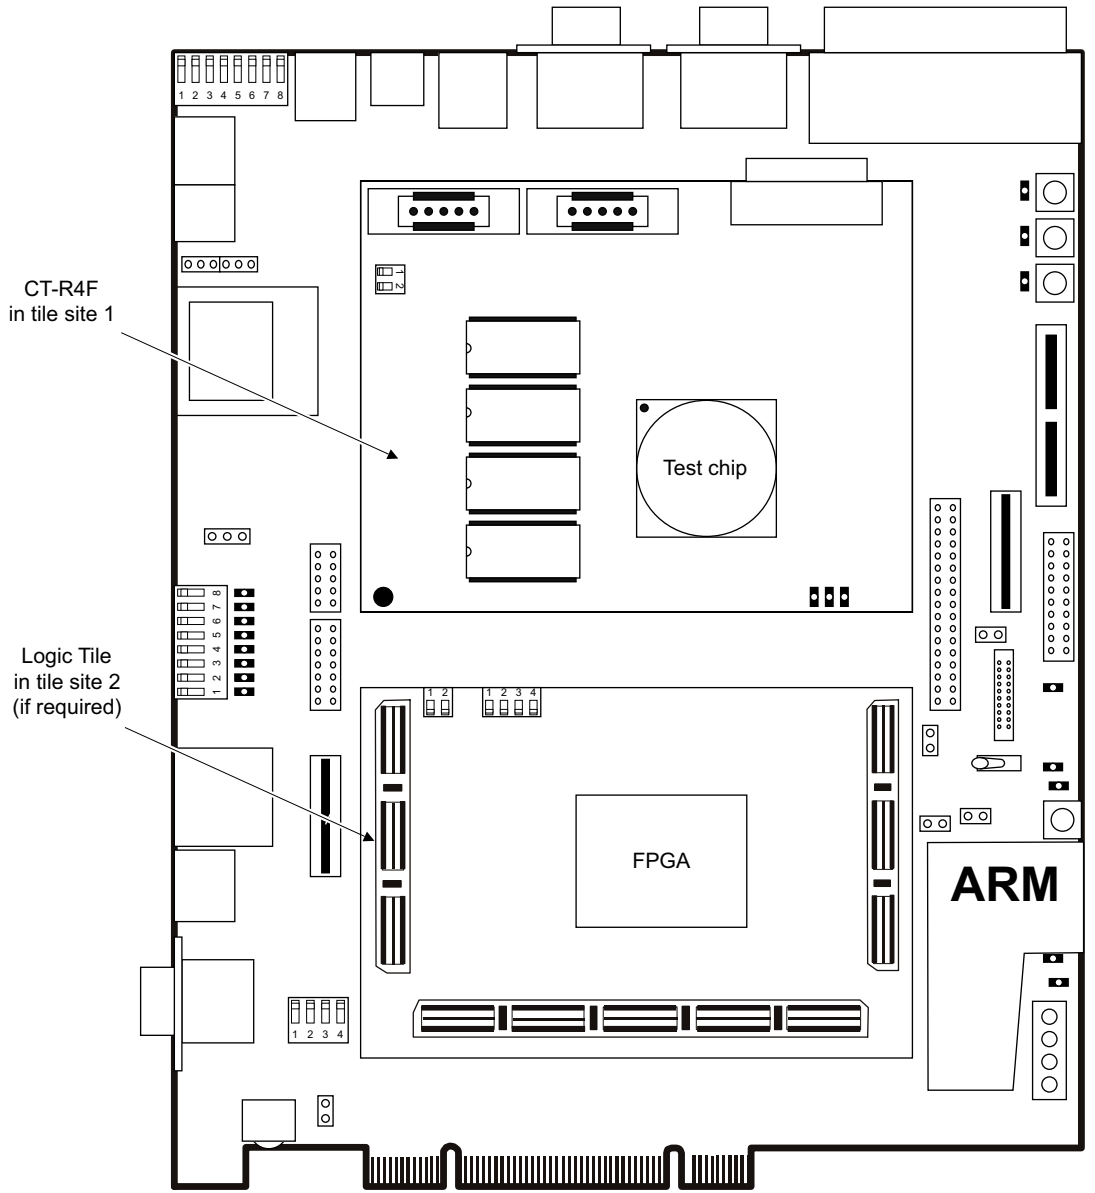 1 2 3 4 5 6 7 8
CT-R4F
in tile site 1
1
2
Test chip
8
7
6
5
4
3
2
1
Logic Tile
in tile site 2
(if required)
1 2
1 2 3 4
FPGA
ARM
1 2 3 4